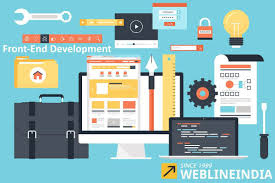 Front-End Development
SINCE 1999
WEBLINEINDIA